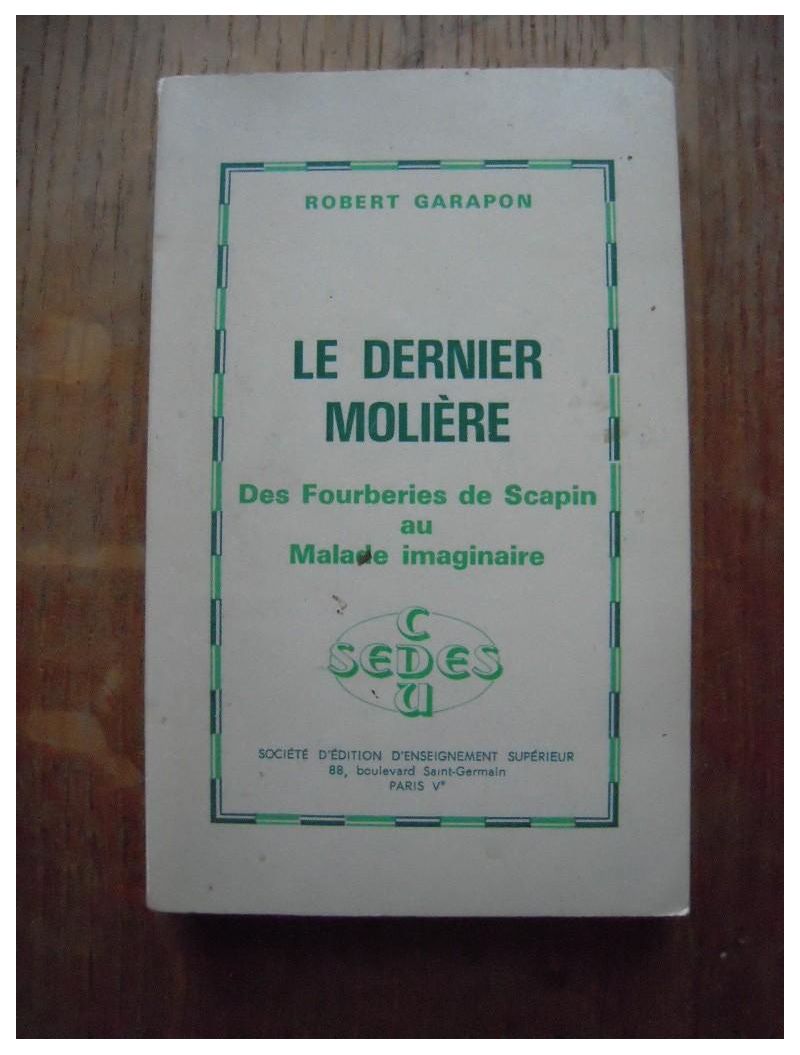 ROBERT GARAPON
LE DERNIER
MOLIÈRE
Des Fourberies de Scapin
au
Malade imaginaire
C
SEDES
U
SOCIÉTÉ D'ÉDITION D'ENSEIGNEMENT SUPÉRIEUR
88, boulevard Saint-Germain
PARIS Vᵉ